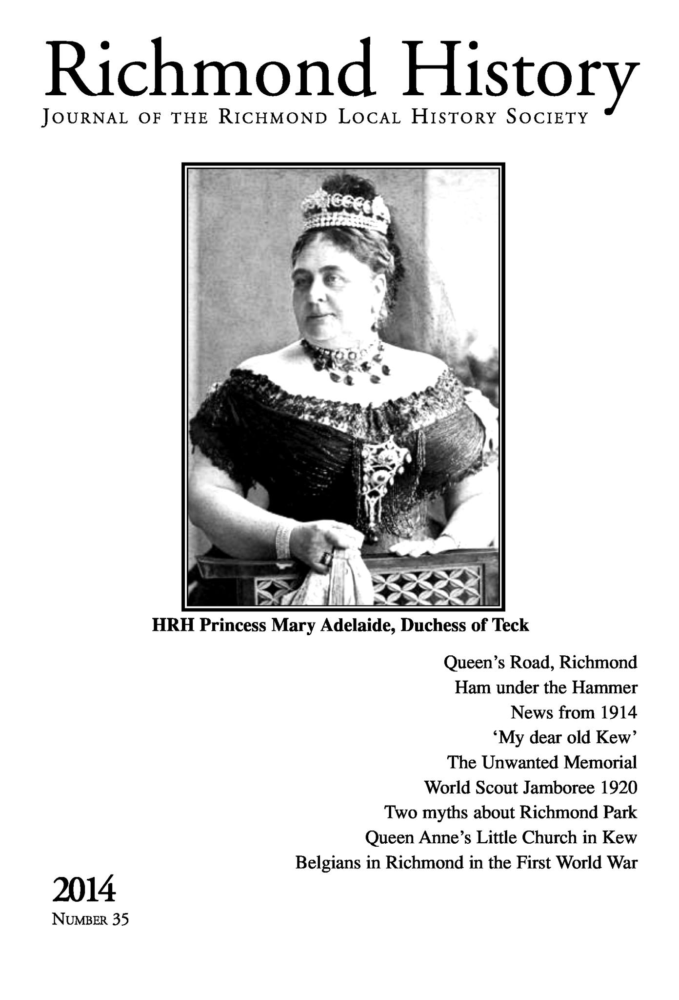 Richmond History
JOURNAL OF THE RICHMOND LOCAL HISTORY SOCIETY
HRH Princess Mary Adelaide, Duchess of Teck
Queen’s Road, Richmond
Ham under the Hammer
News from 1914
‘My dear old Kew’
The Unwanted Memorial
World Scout Jamboree 1920
Two myths about Richmond Park
Queen Anne’s Little Church in Kew
Belgians in Richmond in the First World War
2014
NUMBER 35